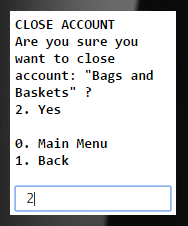 CLOSE ACCOUNT
Are you sure you
want to close
account: "Bags and
Baskets" ?
2. Yes
0. Main Menu
1. Back
2